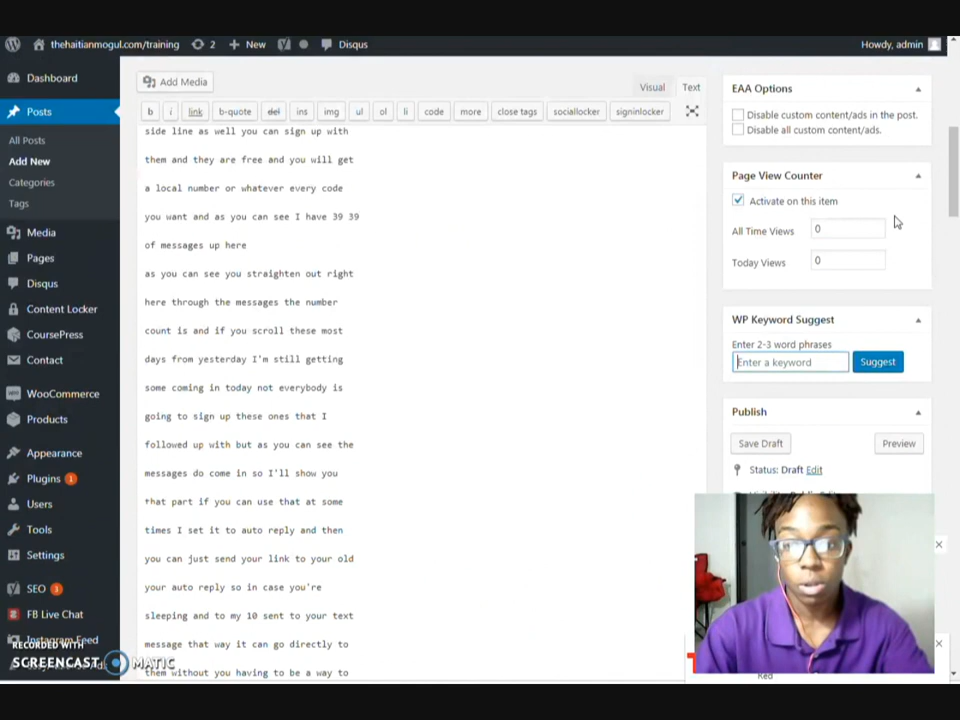 thehaitianmogul.com/training
2
New
Disqus
Howdy, admin
Dashboard
Posts
All Posts
Add New
Categories
Tags
Media
Pages
Disqus
Content Locker
CoursePress
Contact
WooCommerce
Products
Appearance
Plugins 1
Users
Tools
Settings
SEO 3
FB Live Chat
Instagram Feed
RECORDED WITH
SCREENCAST MATIC
Add Media
Visual
Text
b
i
link
b-quote
del
ins
img
ul
ol
li
code
more
close tags
sociallocker
signinlocker
side line as well you can sign up with
them and they are free and you will get
a local number or whatever every code
you want and as you can see I have 39 39
of messages up here
as you can see you straighten out right
here through the messages the number
count is and if you scroll these most
days from yesterday I'm still getting
some coming in today not everybody is
going to sign up these ones that I
followed up with but as you can see the
messages do come in so I'll show you
that part if you can use that at some
times I set it to auto reply and then
you can just send your link to your old
your auto reply so in case you're
sleeping and to my 10 sent to your text
message that way it can go directly to
them without you having to be a way to
EAA Options
Disable custom content/ads in the post.
Disable all custom content/ads.
Page View Counter
Activate on this item
All Time Views
0
Today Views
0
WP Keyword Suggest
Enter 2-3 word phrases
Enter a keyword
Suggest
Publish
Save Draft
Preview
Status: Draft Edit
Red